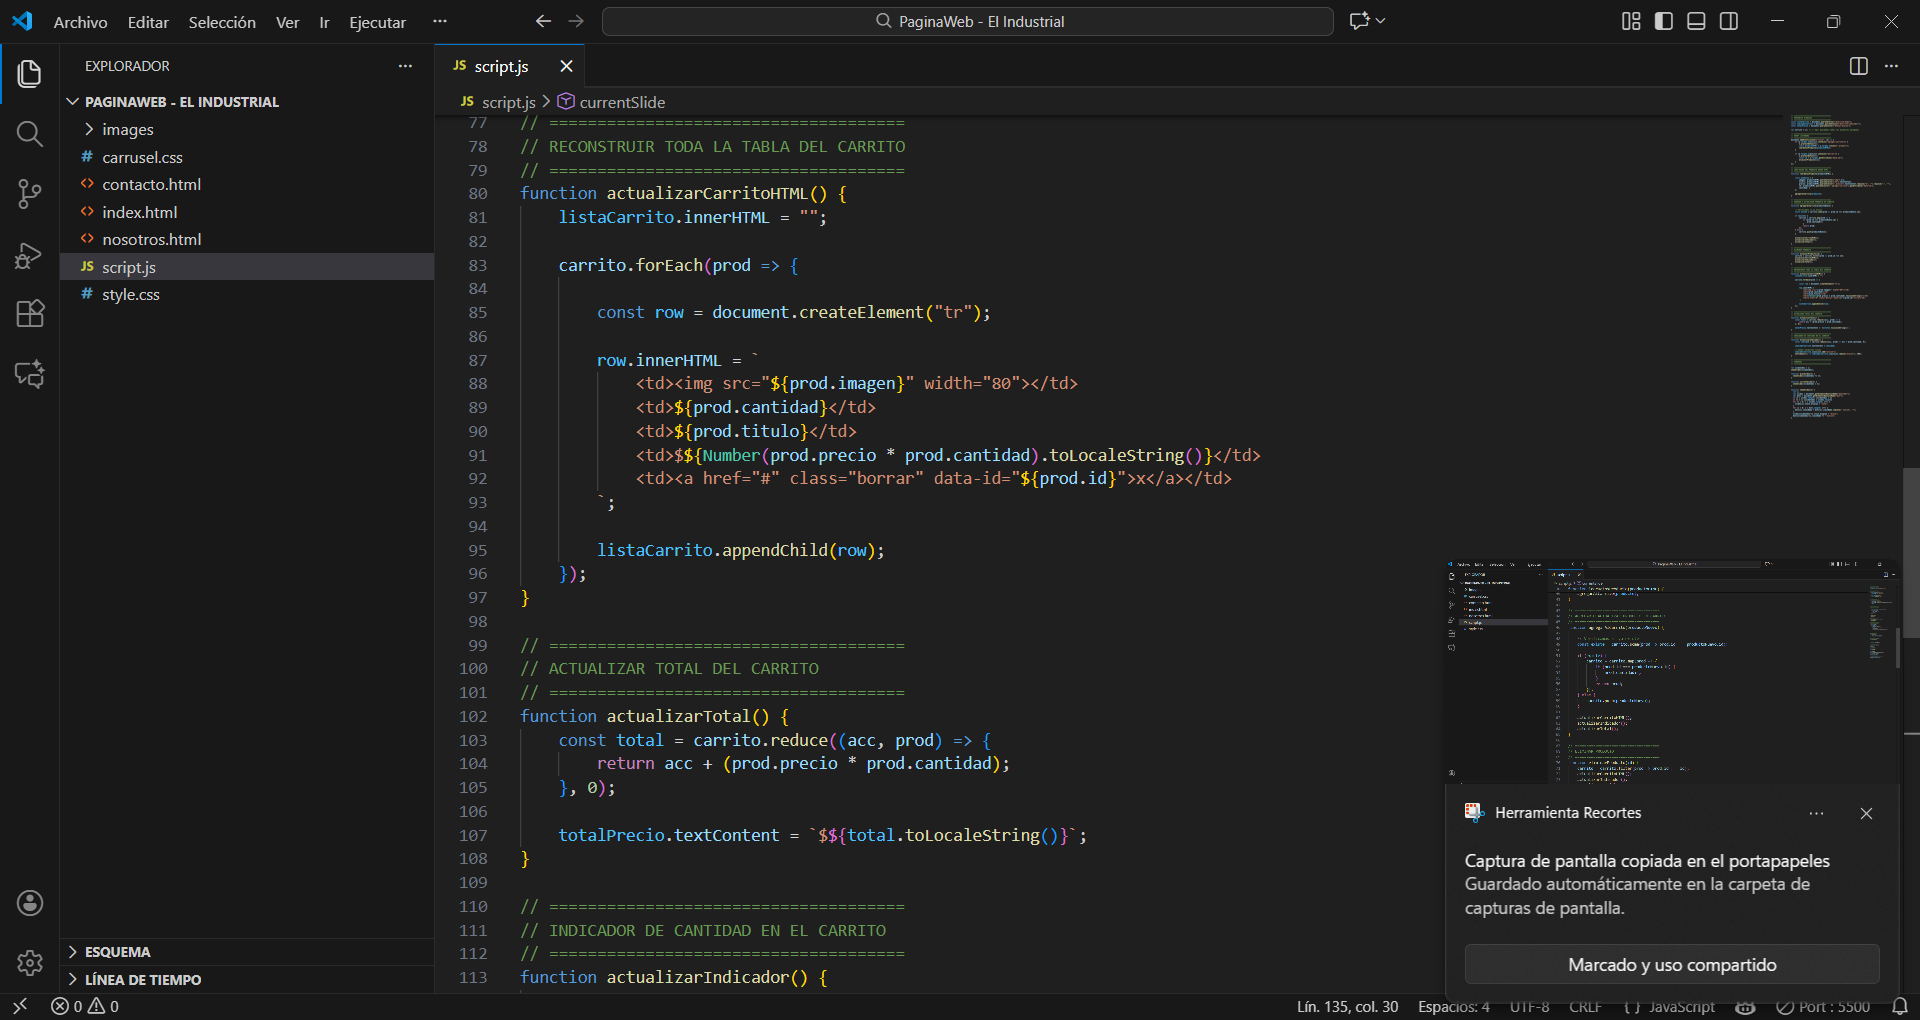 Archivo Editar Selección Ver Ir Ejecutar ··· PaginaWeb - El Industrial
EXPLORADOR ···
PAGINAWEB - EL INDUSTRIAL
images
# carrusel.css
<> contacto.html
<> index.html
<> nosotros.html
JS script.js
# style.css
ESQUEMA
LÍNEA DE TIEMPO
JS script.js
JS script.js > currentSlide
77 // =====================================
78 // RECONSTRUIR TODA LA TABLA DEL CARRITO
79 // =====================================
80 function actualizarCarritoHTML() {
81 listaCarrito.innerHTML = "";
82
83 carrito.forEach(prod => {
84
85 const row = document.createElement("tr");
86
87 row.innerHTML = `
88 <td><img src="${prod.imagen}" width="80"></td>
89 <td>${prod.cantidad}</td>
90 <td>${prod.titulo}</td>
91 <td>$${Number(prod.precio * prod.cantidad).toLocaleString()}</td>
92 <td><a href="#" class="borrar" data-id="${prod.id}">x</a></td>
93 `;
94
95 listaCarrito.appendChild(row);
96 });
97 }
98
99 // =====================================
100 // ACTUALIZAR TOTAL DEL CARRITO
101 // =====================================
102 function actualizarTotal() {
103 const total = carrito.reduce((acc, prod) => {
104 return acc + (prod.precio * prod.cantidad);
105 }, 0);
106
107 totalPrecio.textContent = `$${total.toLocaleString()}`;
108 }
109
110 // =====================================
111 // INDICADOR DE CANTIDAD EN EL CARRITO
112 // =====================================
113 function actualizarIndicador() {
Herramienta Recortes ···
Captura de pantalla copiada en el portapapeles
Guardado automáticamente en la carpeta de
capturas de pantalla.
Marcado y uso compartido
0 0 Lín. 135, col. 30 Espacios: 4 UTF-8 CRLF {} JavaScript Port : 5500